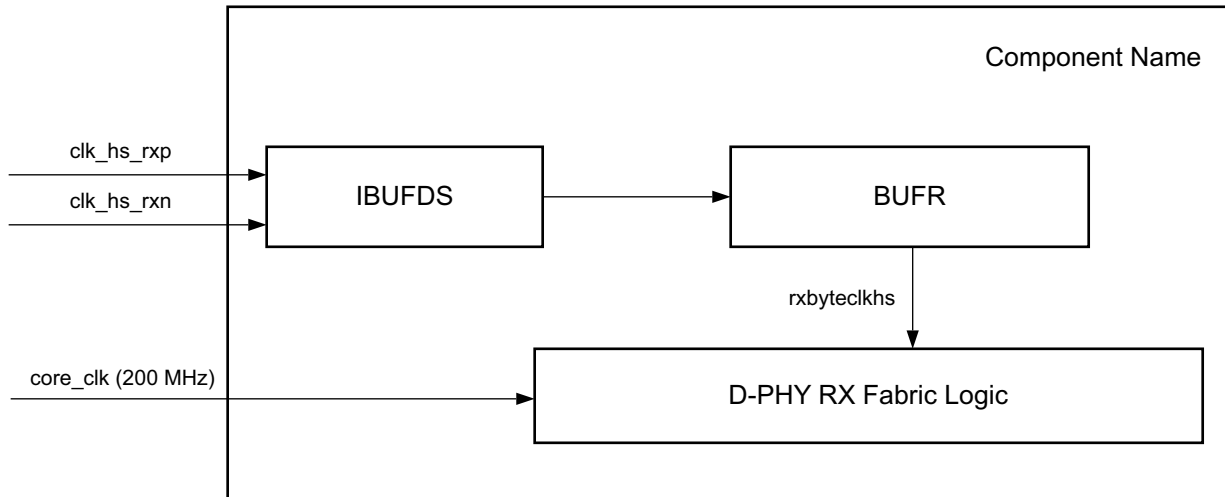 Component Name
clk_hs_rxp
clk_hs_rxn
IBUFDS
BUFR
rxbyteclkhs
core_clk (200 MHz)
D-PHY RX Fabric Logic